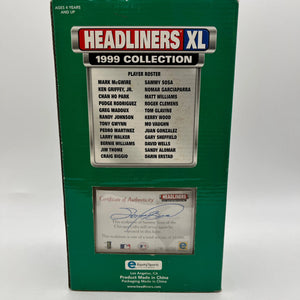 AGES 4 YEARS
AND UP
HEADLINERS XL
1999 COLLECTION
PLAYER ROSTER
MARK McGWIRE
SAMMY SOSA
KEN GRIFFEY, JR.
NOMAR GARCIAPARRA
CHAN HO PARK
MATT WILLIAMS
PUDGE RODRIGUEZ
ROGER CLEMENS
GREG MADDUX
TOM GLAVINE
RANDY JOHNSON
KERRY WOOD
TONY GWYNN
MO VAUGHN
PEDRO MARTINEZ
JUAN GONZALEZ
LARRY WALKER
GARY SHEFFIELD
BERNIE WILLIAMS
DAVID WELLS
JIM THOME
SANDY ALOMAR
CRAIG BIGGIO
DARIN ERSTAD
Certificate of Authenticity
HEADLINERS
Los Angeles, CA
Product Made in China
Packaging Made in China
www.headliners.com